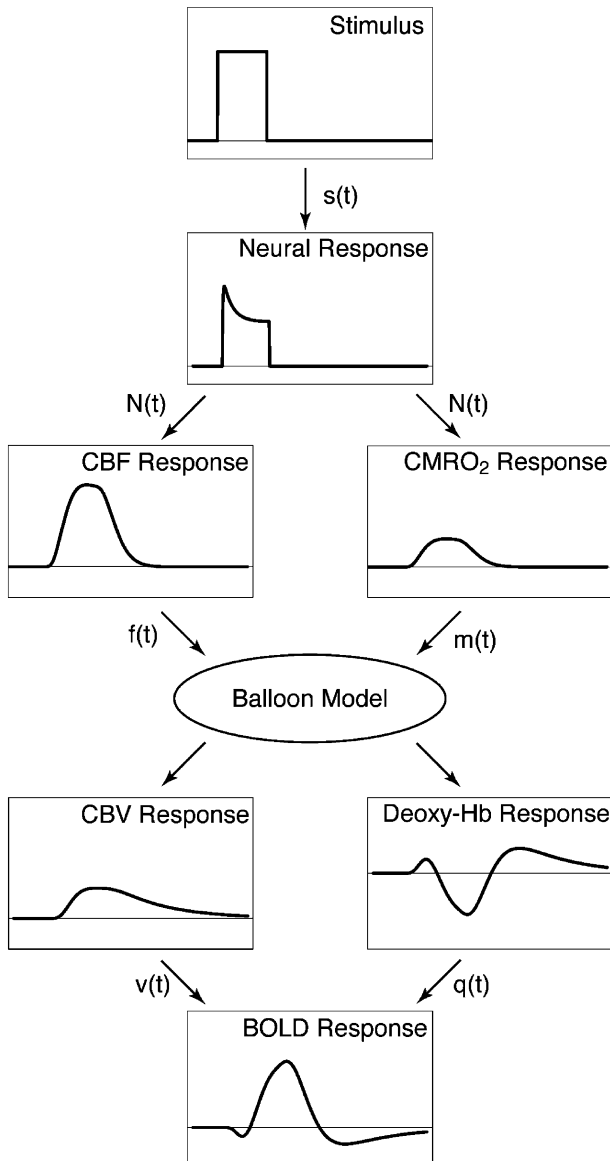 Stimulus
s(t)
Neural Response
N(t) N(t)
CBF Response CMRO₂ Response
f(t) m(t)
Balloon Model
CBV Response Deoxy-Hb Response
v(t) q(t)
BOLD Response